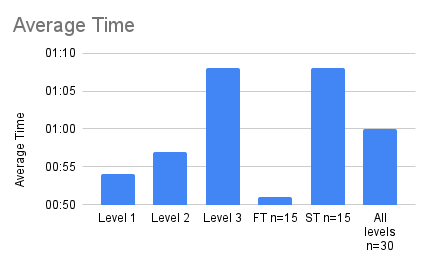 Average Time
01:10
01:05
01:00
00:55
00:50
Average Time
Level 1
Level 2
Level 3
FT n=15
ST n=15
All
levels
n=30